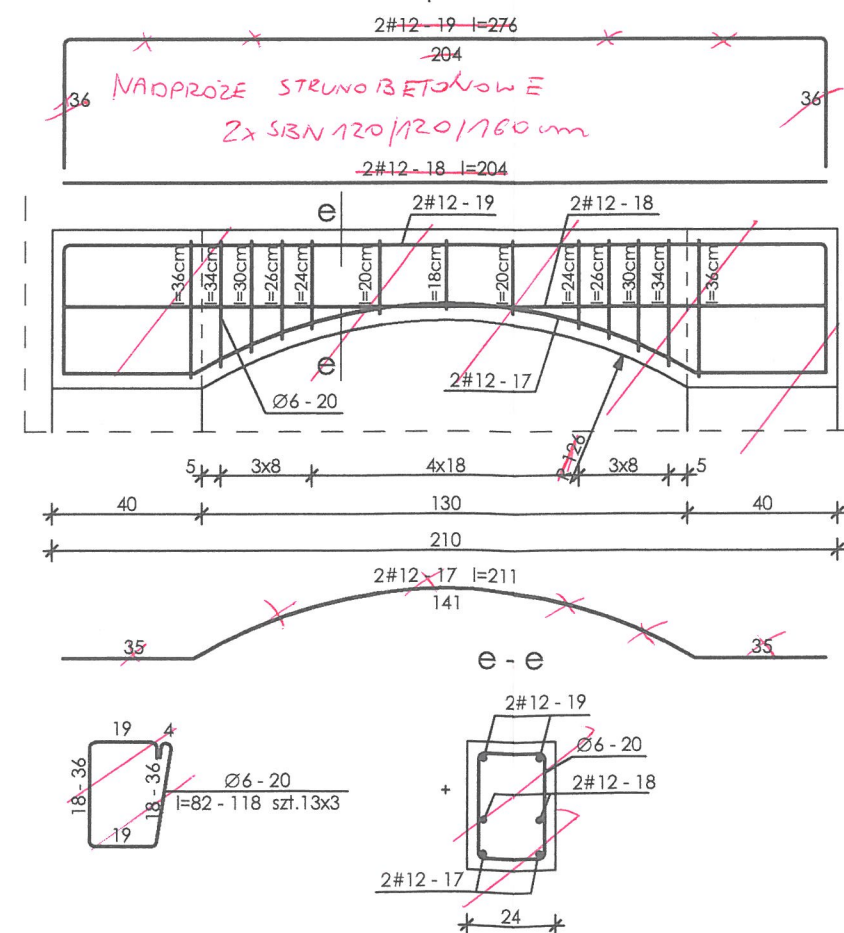 2#12 - 19 l=276
204
36
36
NADPROŻE STRUNOBETONOWE
2x SBN 120/120/160 cm
2#12 - 18 l=204
e
2#12 - 19
2#12 - 18
l=36cm
l=34cm
l=30cm
l=26cm
l=24cm
l=20cm
l=18cm
l=20cm
l=24cm
l=26cm
l=30cm
l=34cm
l=36cm
e
Ø6 - 20
2#12 - 17
R=126
5 3x8 4x18 3x8 5
40 130 40
210
2#12 - 17 l=211
141
35
35
e - e
2#12 - 19
19 4
Ø6 - 20
18 - 36
18 - 36
Ø6 - 20
l=82 - 118 szt.13x3
+
2#12 - 18
19
2#12 - 17
24